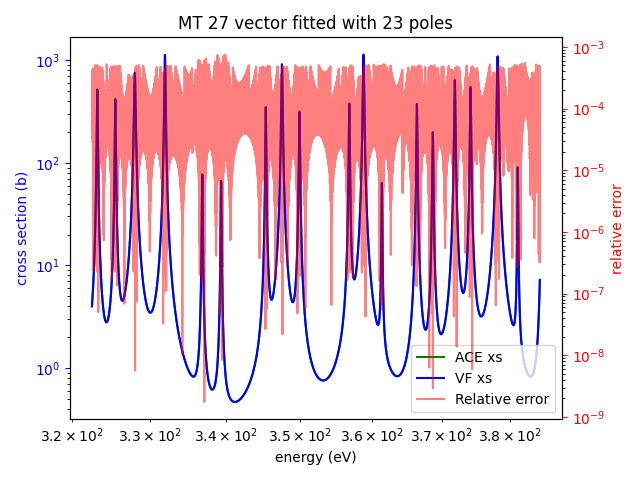 MT 27 vector fitted with 23 poles
cross section (b)
10³
10²
10¹
10⁰
10⁻³
10⁻⁴
10⁻⁵
10⁻⁶
10⁻⁷
10⁻⁸
10⁻⁹
relative error
ACE xs
VF xs
Relative error
3.2 × 10² 3.3 × 10² 3.4 × 10² 3.5 × 10² 3.6 × 10² 3.7 × 10² 3.8 × 10²
energy (eV)